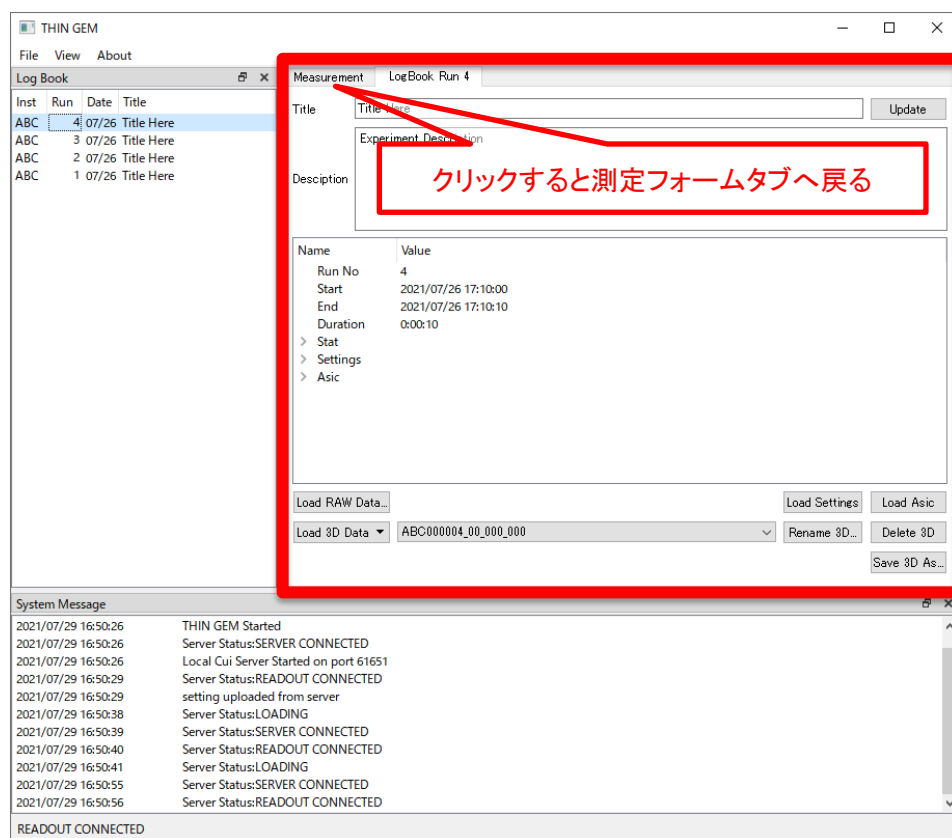 THIN GEM
File View About
Log Book
Inst Run Date Title
ABC 4 07/26 Title Here
ABC 3 07/26 Title Here
ABC 2 07/26 Title Here
ABC 1 07/26 Title Here
Measurement LogBook Run 4
Title Title Here Update
Experiment Description
Desciption
クリックすると測定フォームタブへ戻る
Name Value
Run No 4
Start 2021/07/26 17:10:00
End 2021/07/26 17:10:10
Duration 0:00:10
Stat
Settings
Asic
Load RAW Data... Load Settings Load Asic
Load 3D Data ABC000004_00_000_000 Rename 3D... Delete 3D
Save 3D As...
System Message
2021/07/29 16:50:26 THIN GEM Started
2021/07/29 16:50:26 Server Status:SERVER CONNECTED
2021/07/29 16:50:26 Local Cui Server Started on port 61651
2021/07/29 16:50:29 Server Status:READOUT CONNECTED
2021/07/29 16:50:29 setting uploaded from server
2021/07/29 16:50:38 Server Status:LOADING
2021/07/29 16:50:39 Server Status:SERVER CONNECTED
2021/07/29 16:50:40 Server Status:READOUT CONNECTED
2021/07/29 16:50:41 Server Status:LOADING
2021/07/29 16:50:55 Server Status:SERVER CONNECTED
2021/07/29 16:50:56 Server Status:READOUT CONNECTED
READOUT CONNECTED